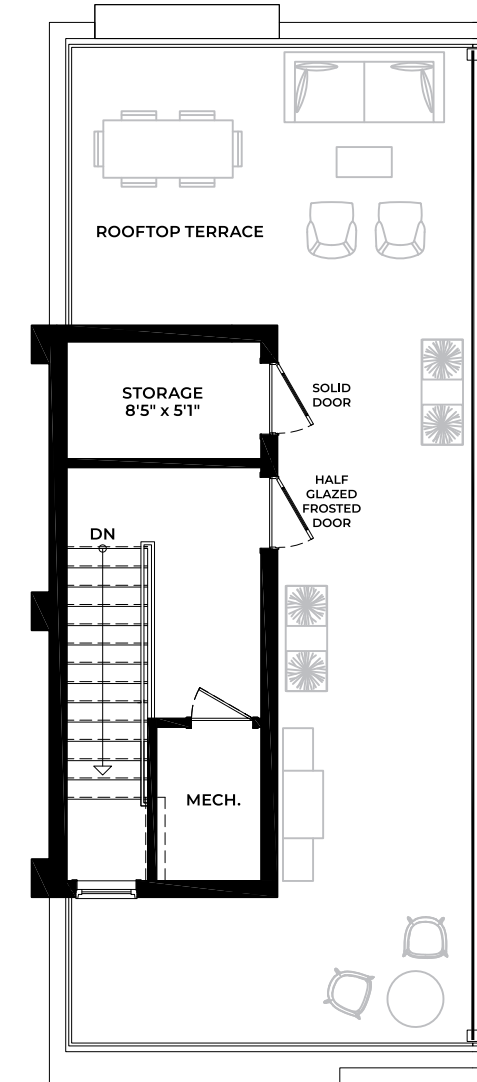 ROOFTOP TERRACE
STORAGE
8'5" x 5'1"
SOLID
DOOR
HALF
GLAZED
FROSTED
DOOR
DN
MECH.